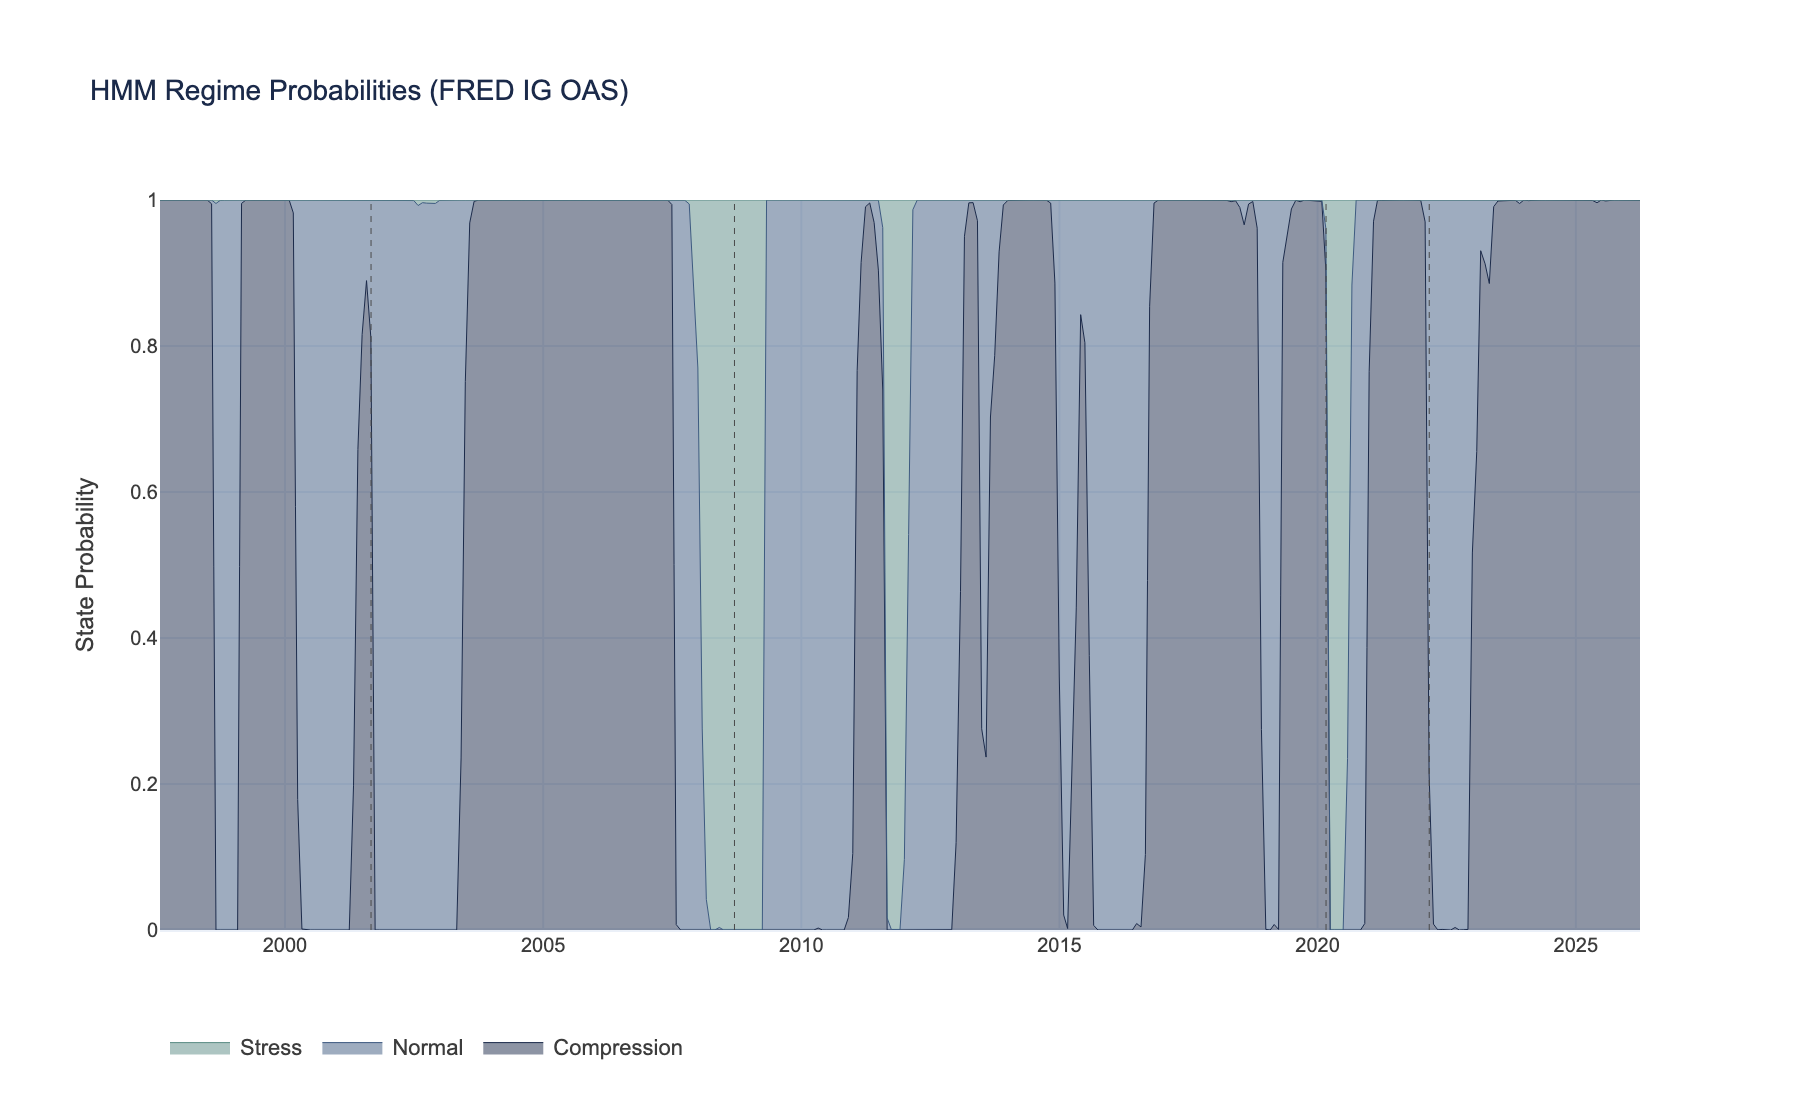 HMM Regime Probabilities (FRED IG OAS)
State Probability
1
0.8
0.6
0.4
0.2
0
2000
2005
2010
2015
2020
2025
Stress
Normal
Compression